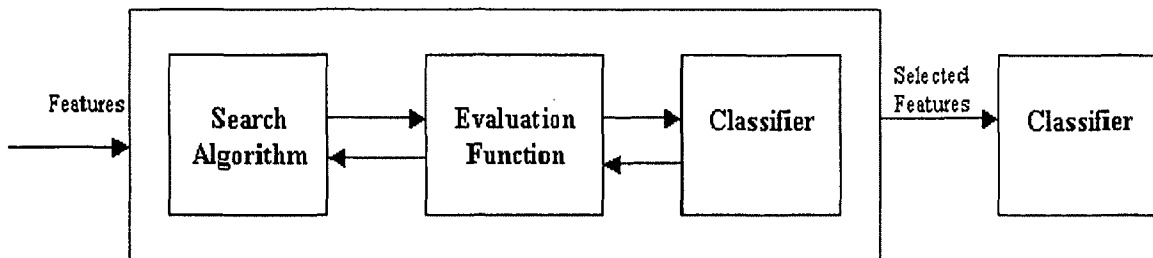 Features
Search
Algorithm
Evaluation
Function
Classifier
Selected
Features
Classifier